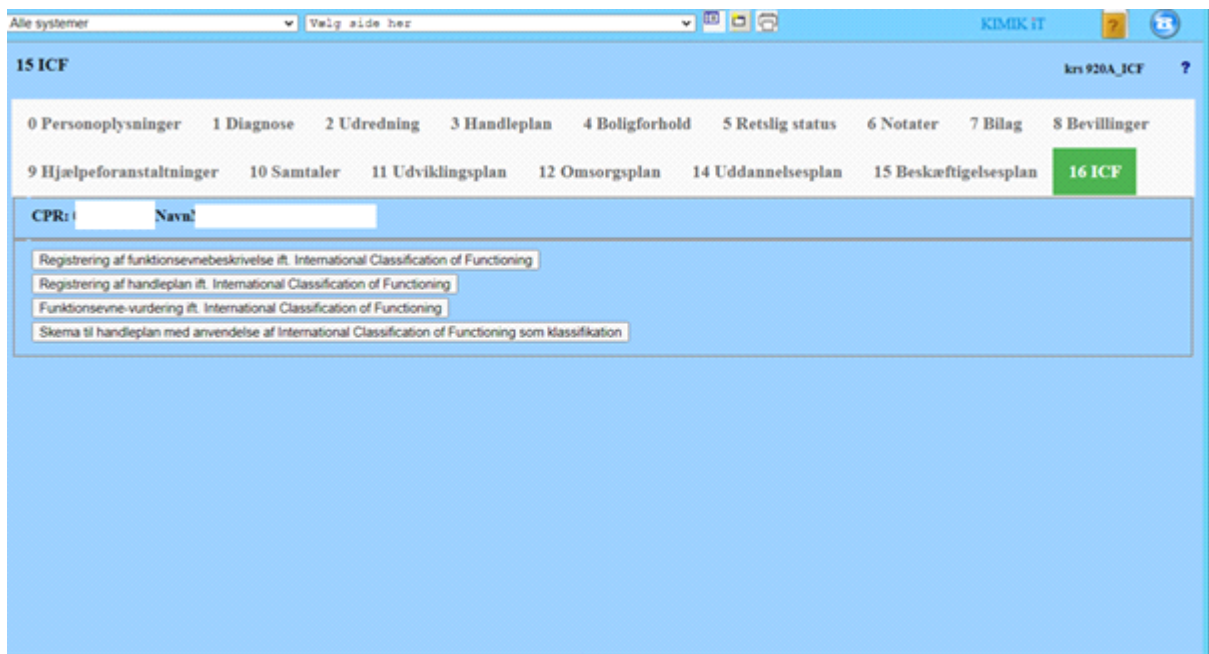 Alle systemer Vælg side her KIMIK iT ?
15 ICF krs 920A_ICF ?
0 Personoplysninger 1 Diagnose 2 Udredning 3 Handleplan 4 Boligforhold 5 Retslig status 6 Notater 7 Bilag 8 Bevillinger
9 Hjælpeforanstaltninger 10 Samtaler 11 Udviklingsplan 12 Omsorgsplan 14 Uddannelsesplan 15 Beskæftigelsesplan 16 ICF
CPR: Navn
Registrering af funktionsevnebeskrivelse ift. International Classification of Functioning
Registrering af handleplan ift. International Classification of Functioning
Funktionsevne-vurdering ift. International Classification of Functioning
Skema til handleplan med anvendelse af International Classification of Functioning som klassifikation